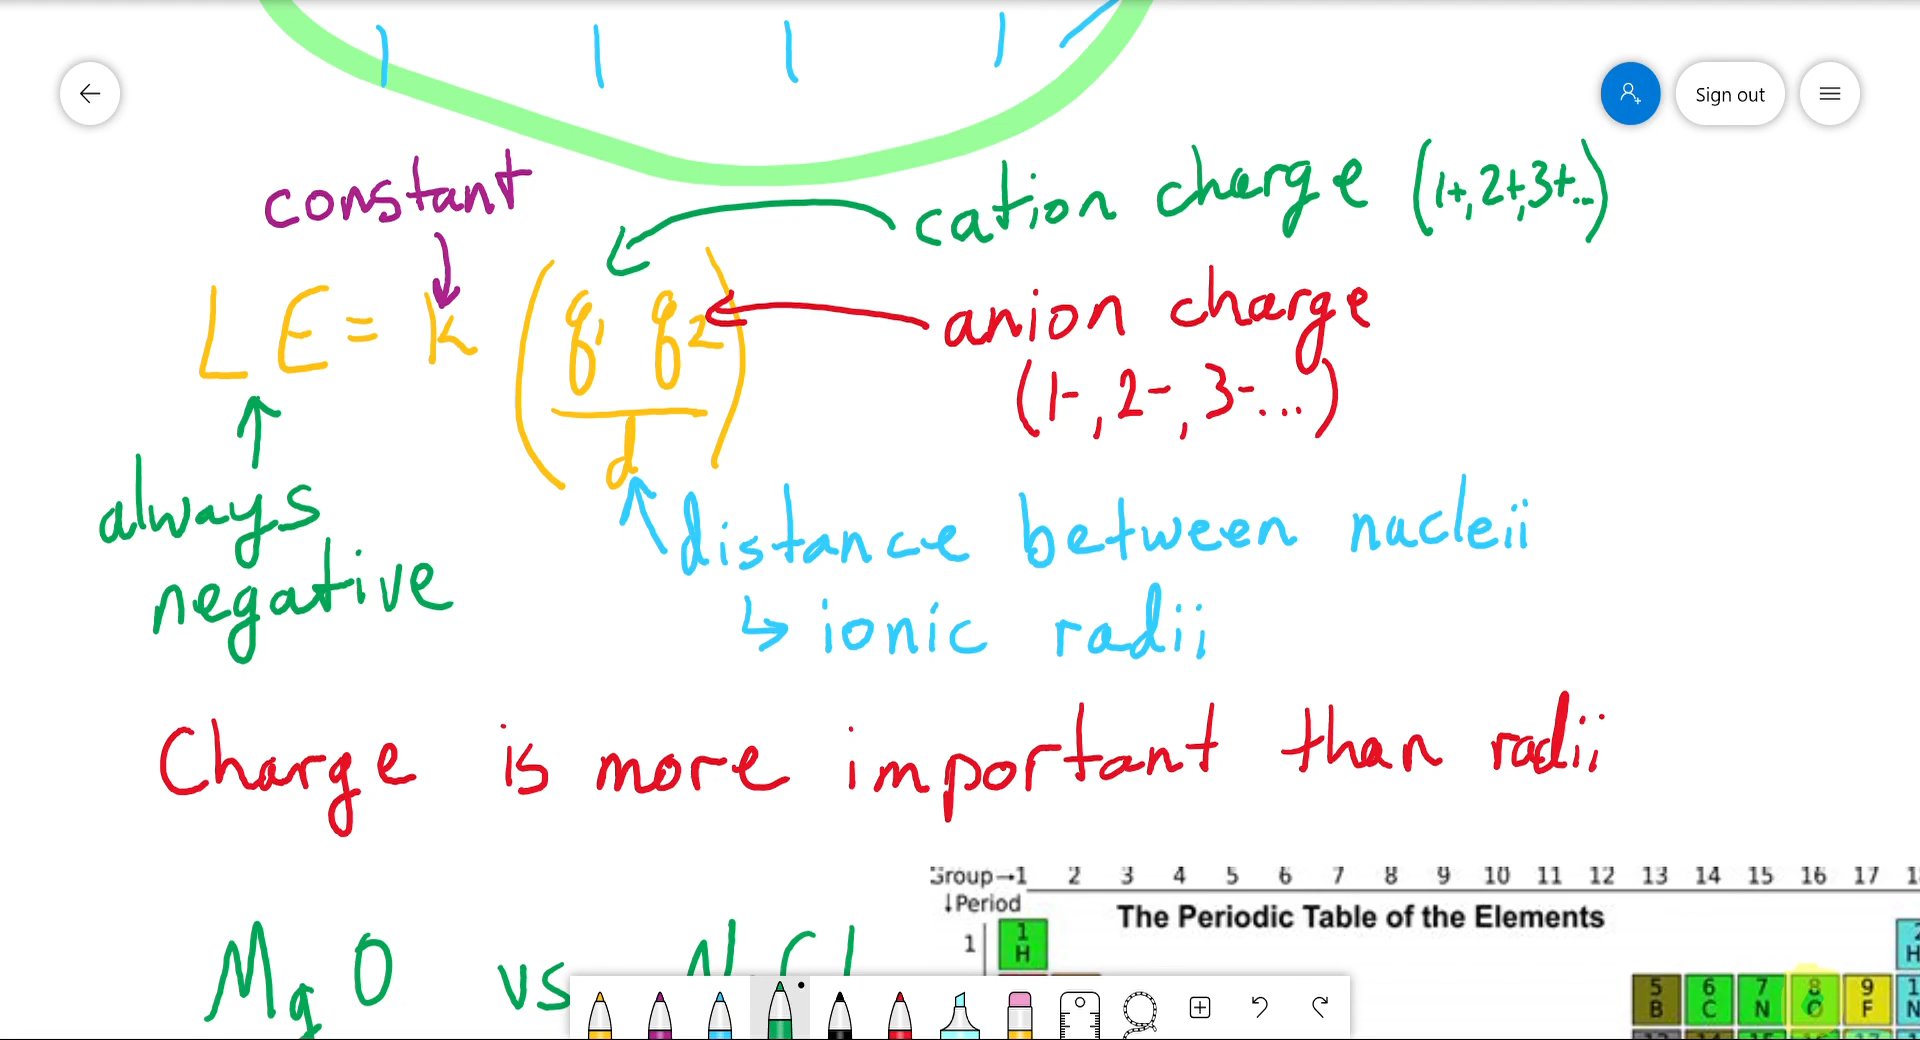 Sign out
constant
cation charge (1+, 2+, 3+...)
LE = k (q1 q2 / d)
anion charge
(1-, 2-, 3-...)
always
negative
distance between nucleii
↳ ionic radii
Charge is more important than radii
Group→1 2 3 4 5 6 7 8 9 10 11 12 13 14 15 16 17
↓Period
The Periodic Table of the Elements
1
1
H
MgO vs
5 6 7 8 9
B C N O F